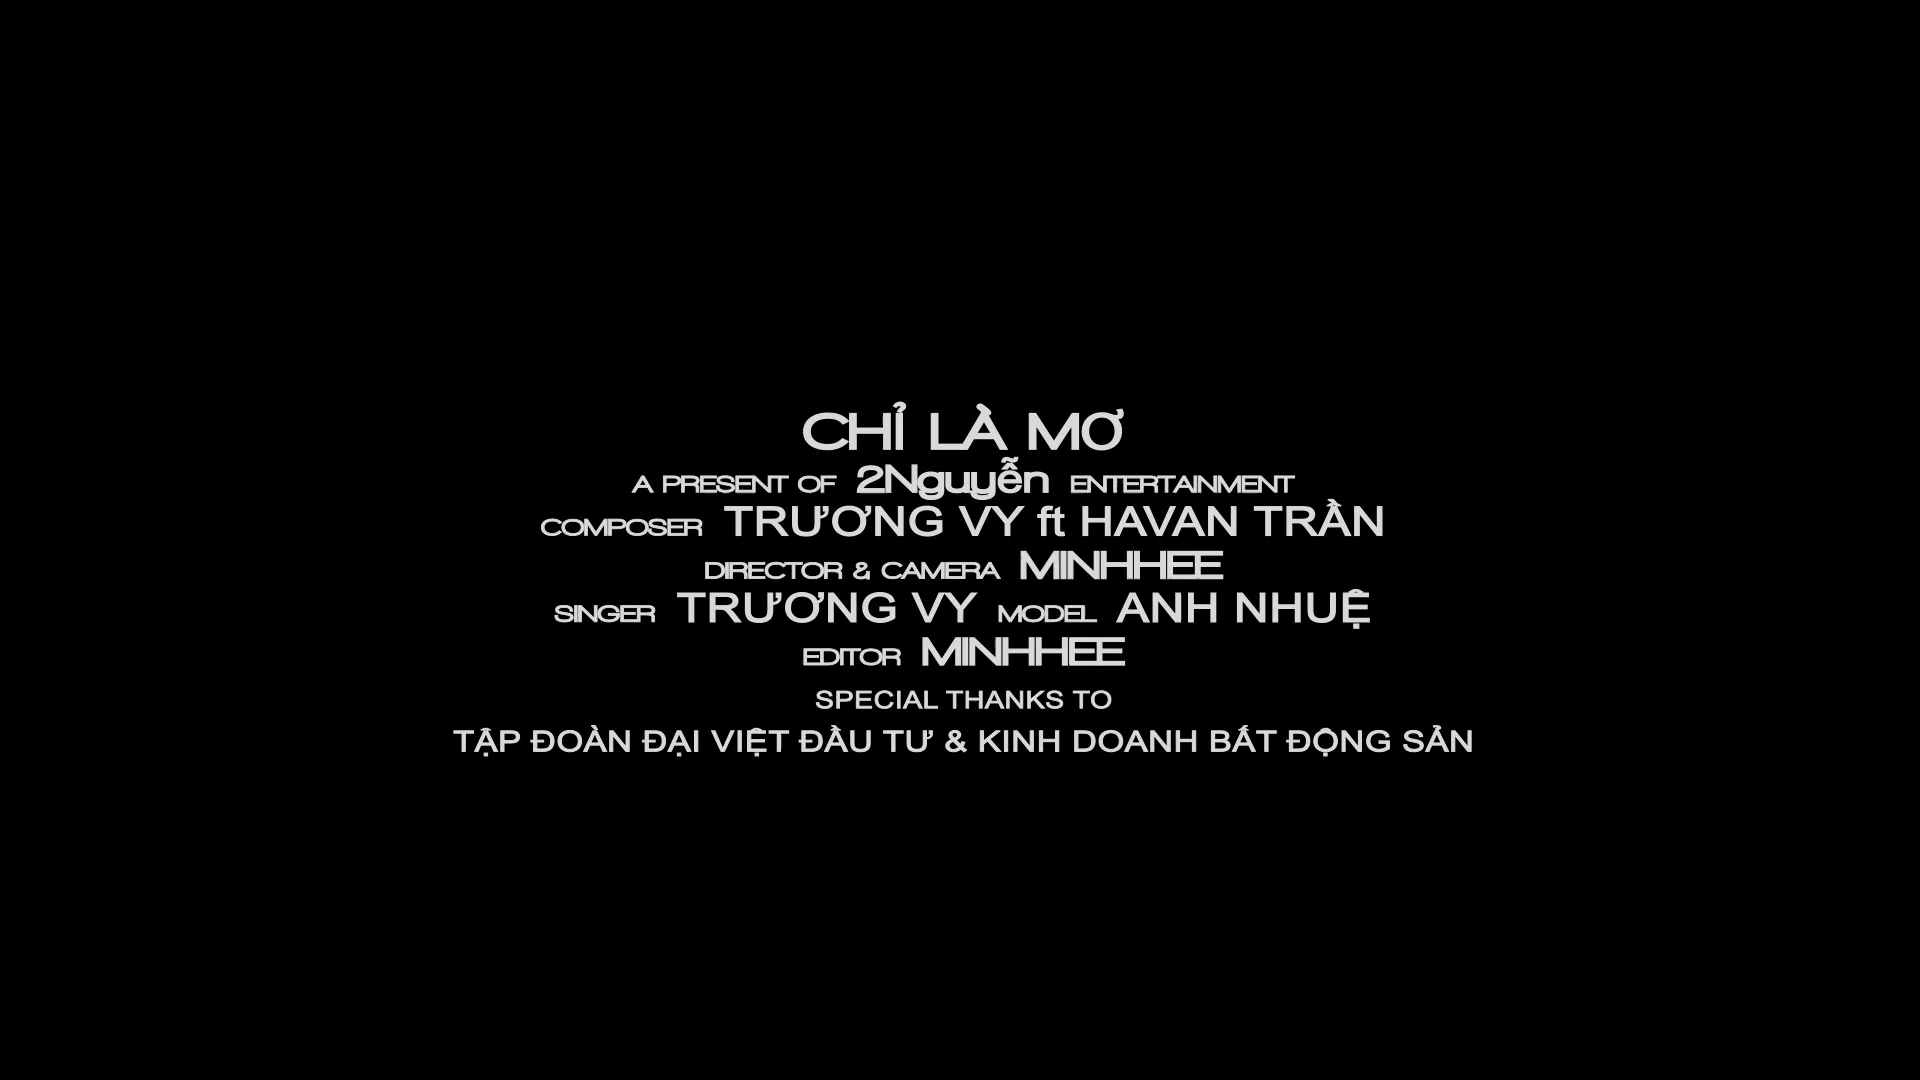 CHỈ LÀ MƠ
A PRESENT OF 2Nguyễn ENTERTAINMENT
COMPOSER TRƯƠNG VY ft HAVAN TRẦN
DIRECTOR & CAMERA MINHHEE
SINGER TRƯƠNG VY MODEL ANH NHUỆ
EDITOR MINHHEE
SPECIAL THANKS TO
TẬP ĐOÀN ĐẠI VIỆT ĐẦU TƯ & KINH DOANH BẤT ĐỘNG SẢN